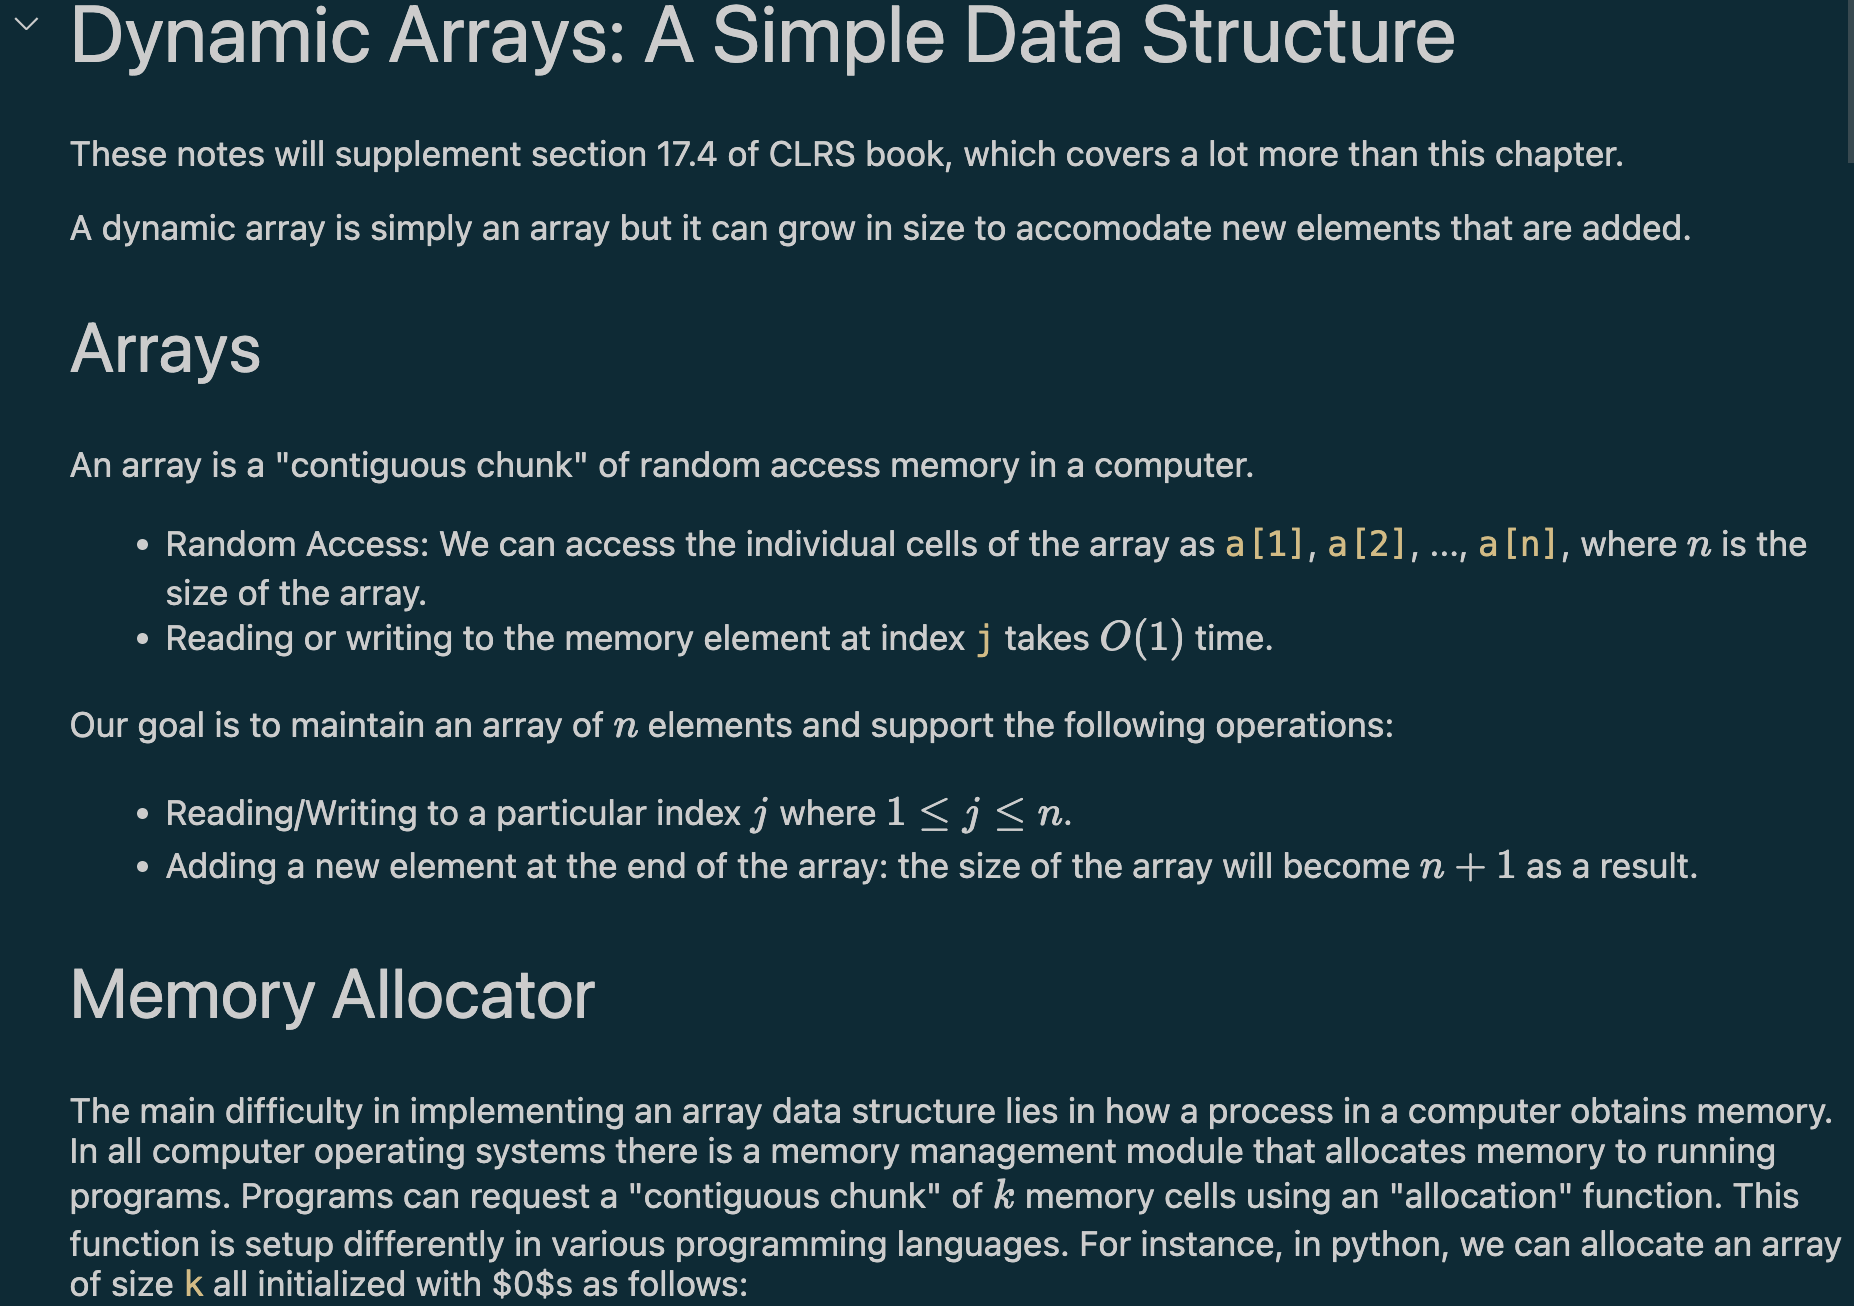 Dynamic Arrays: A Simple Data Structure
These notes will supplement section 17.4 of CLRS book, which covers a lot more than this chapter.
A dynamic array is simply an array but it can grow in size to accomodate new elements that are added.
Arrays
An array is a "contiguous chunk" of random access memory in a computer.
• Random Access: We can access the individual cells of the array as a[1], a[2], ..., a[n], where n is the
size of the array.
• Reading or writing to the memory element at index j takes O(1) time.
Our goal is to maintain an array of n elements and support the following operations:
• Reading/Writing to a particular index j where 1 ≤ j ≤ n.
• Adding a new element at the end of the array: the size of the array will become n + 1 as a result.
Memory Allocator
The main difficulty in implementing an array data structure lies in how a process in a computer obtains memory.
In all computer operating systems there is a memory management module that allocates memory to running
programs. Programs can request a "contiguous chunk" of k memory cells using an "allocation" function. This
function is setup differently in various programming languages. For instance, in python, we can allocate an array
of size k all initialized with $0$s as follows: